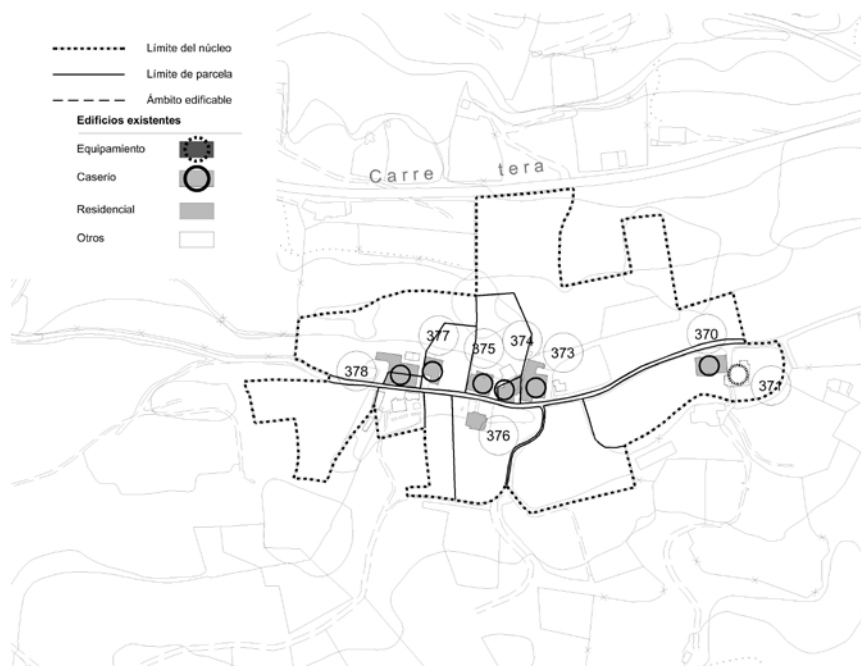 Límite del núcleo
Límite de parcela
Ámbito edificable
Edificios existentes
Equipamiento
Caserío
Residencial
Otros
Carre tera
377
375
374
373
370
378
371
376